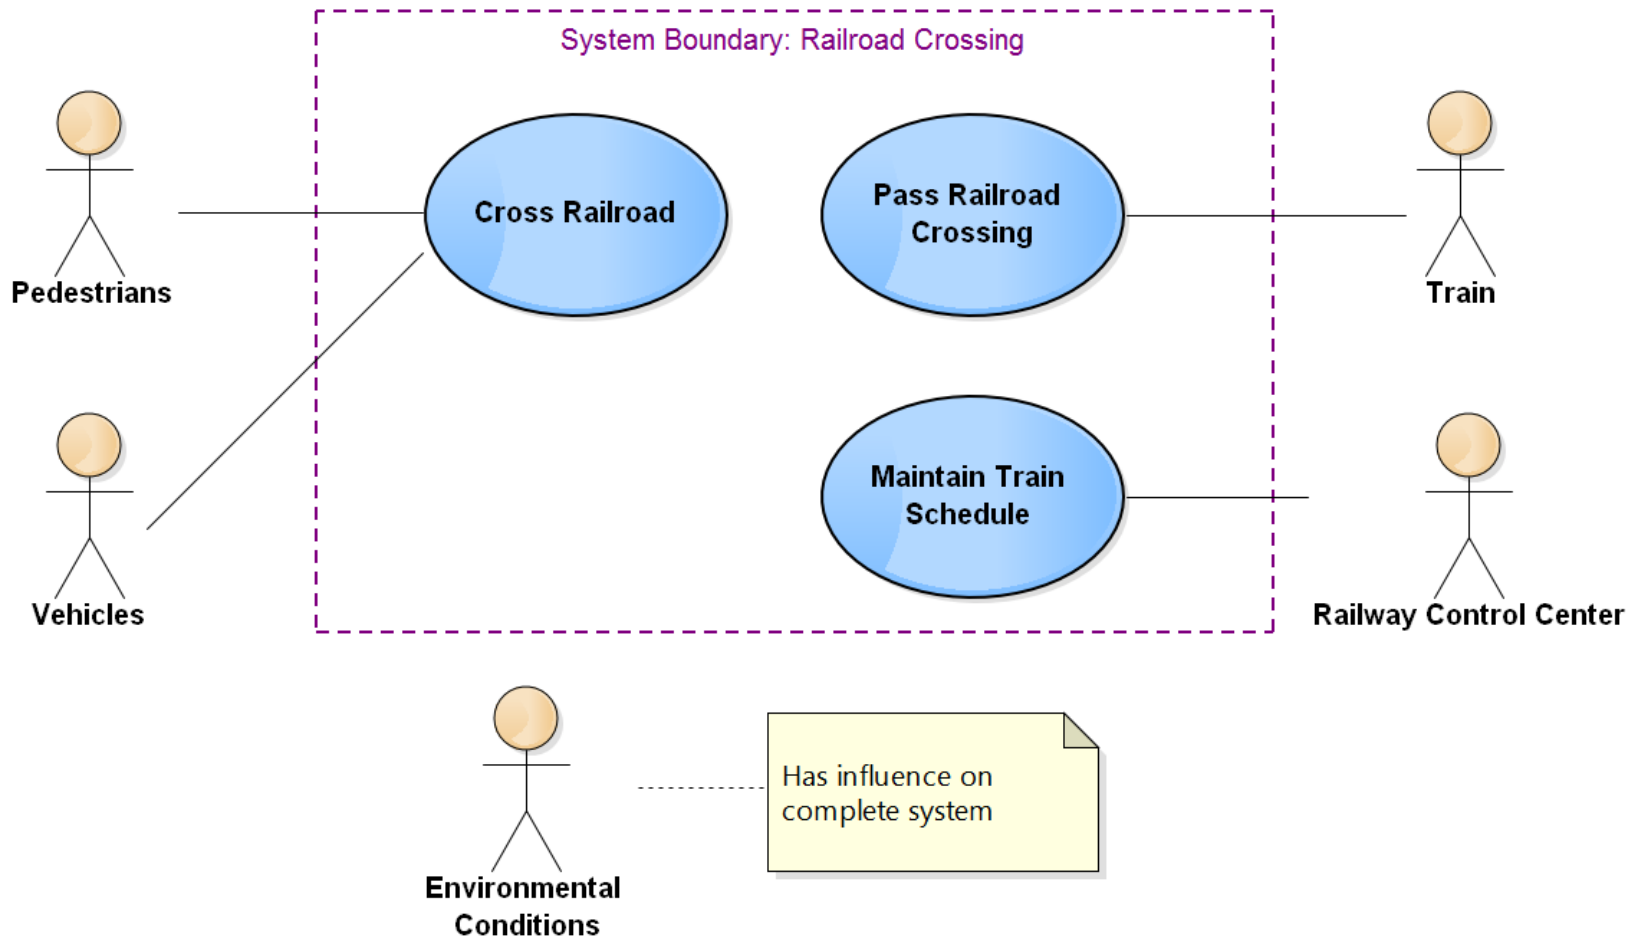 System Boundary: Railroad Crossing
Cross Railroad
Pass Railroad
Crossing
Pedestrians
Train
Maintain Train
Schedule
Vehicles
Railway Control Center
Has influence on
complete system
Environmental
Conditions